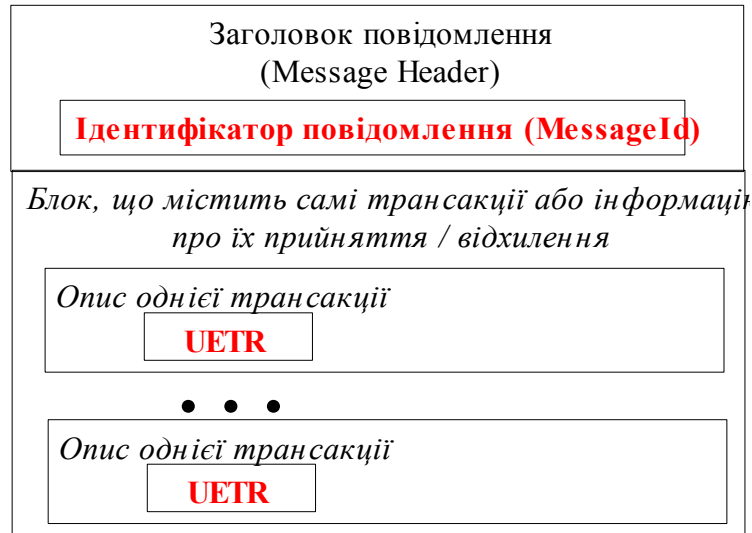 Заголовок повідомлення
(Message Header)
Ідентифікатор повідомлення (MessageId)
Блок, що містить самі трансакції або інформацію
про їх прийняття / відхилення
Опис однієї трансакції
UETR
• • •
Опис однієї трансакції
UETR